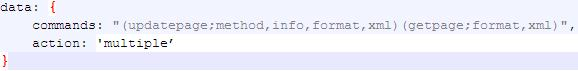 data: {
commands: "(updatepage;method,info,format,xml)(getpage;format,xml)",
action: 'multiple’
}